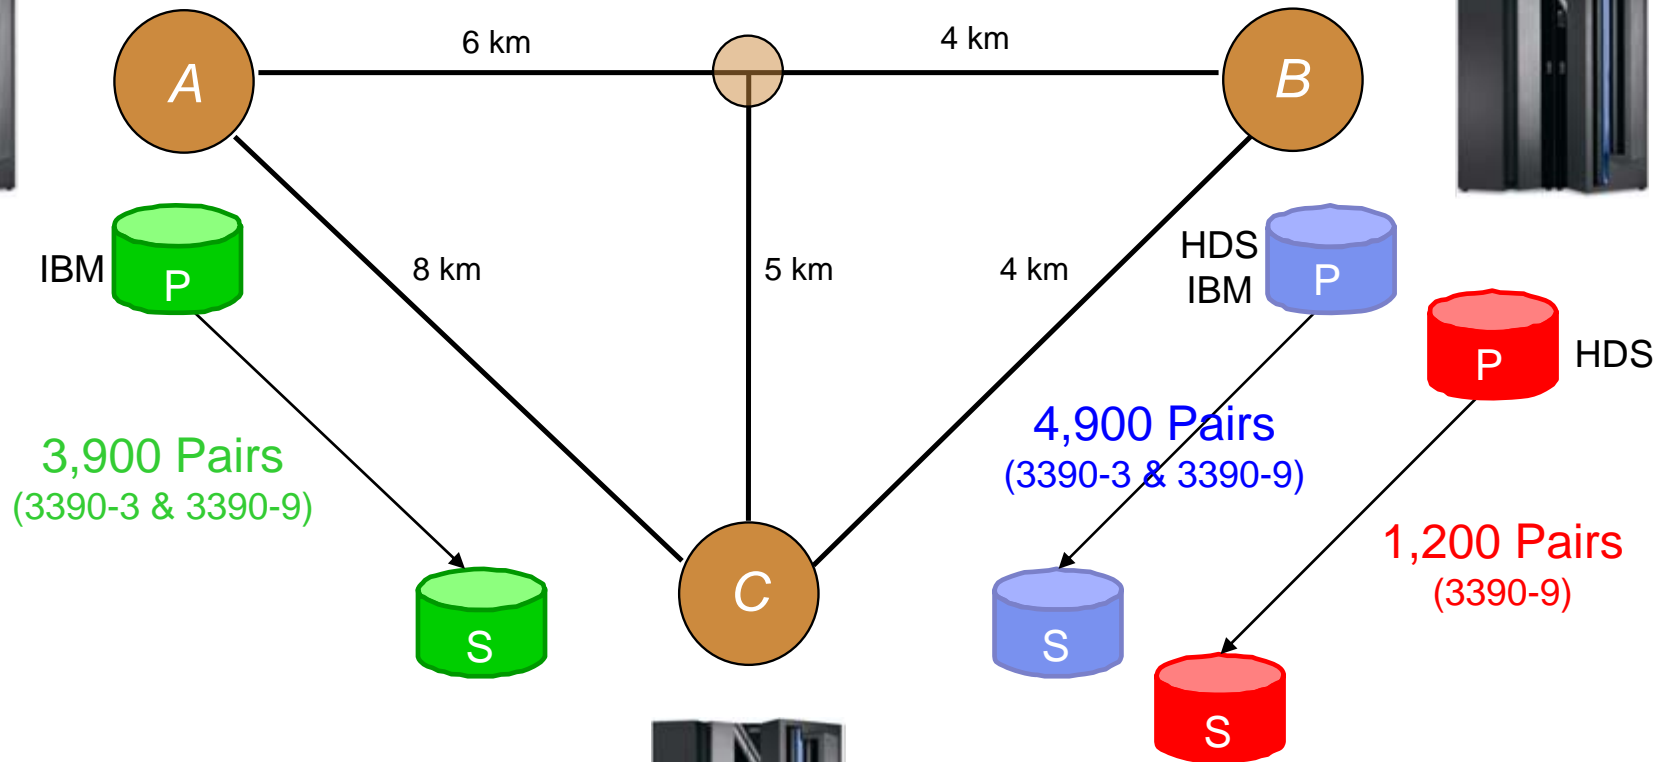 6 km
4 km
A
B
IBM
P
8 km
5 km
4 km
HDS
IBM
P
P
HDS
3,900 Pairs
(3390-3 & 3390-9)
4,900 Pairs
(3390-3 & 3390-9)
1,200 Pairs
(3390-9)
C
S
S
S